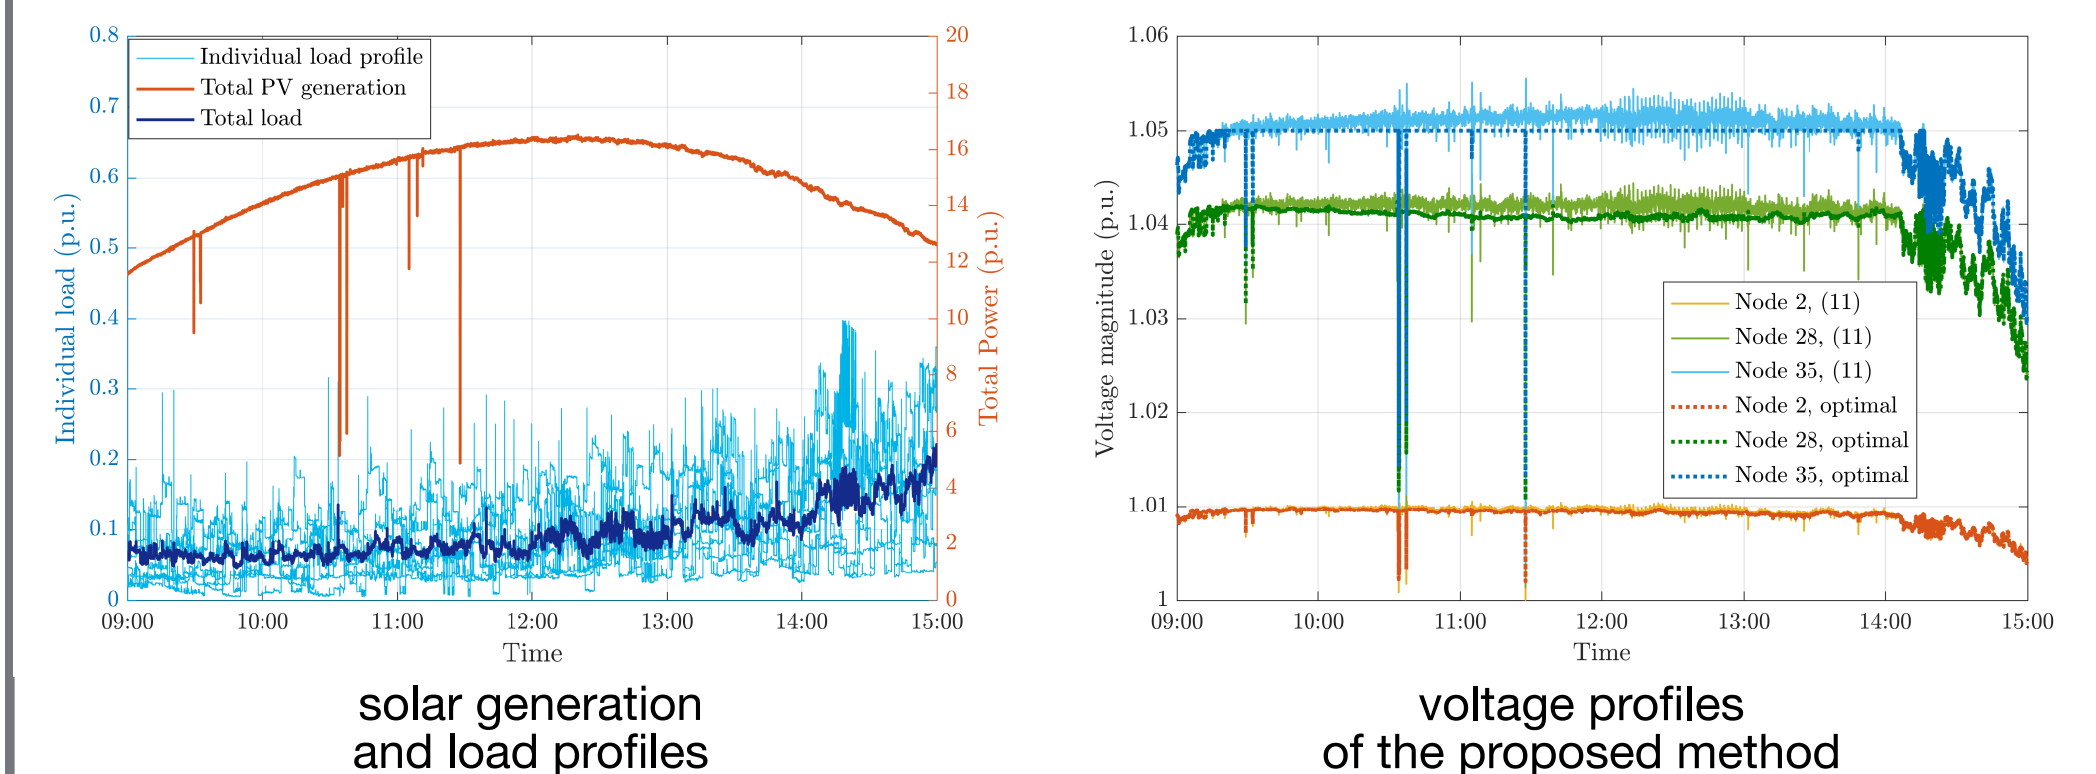 0.8
0.7
0.6
0.5
0.4
0.3
0.2
0.1
0
Individual load (p.u.)
Individual load profile
Total PV generation
Total load
20
18
16
14
12
10
8
6
4
2
0
Total Power (p.u.)
09:00 10:00 11:00 12:00 13:00 14:00 15:00
Time
solar generation
and load profiles
1.06
1.05
1.04
1.03
1.02
1.01
1
Voltage magnitude (p.u.)
Node 2, (11)
Node 28, (11)
Node 35, (11)
Node 2, optimal
Node 28, optimal
Node 35, optimal
09:00 10:00 11:00 12:00 13:00 14:00 15:00
Time
voltage profiles
of the proposed method